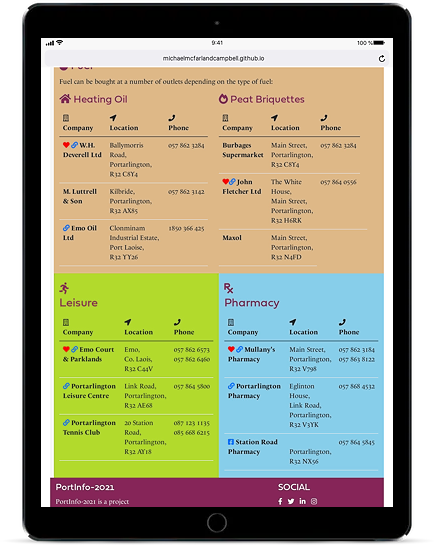 9:41
100%
michaelmcfarlandcampbell.github.io
Fuel
Fuel can be bought at a number of outlets depending on the type of fuel:
Heating Oil
Company Location Phone
W.H. Deverell Ltd
Ballymorris Road, Portarlington, R32 C8Y4
057 862 3284
M. Luttrell & Son
Kilbride, Portarlington, R32 AX85
057 862 3142
Emo Oil Ltd
Clonminam Industrial Estate, Port Laoise, R32 YY26
1850 366 425
Peat Briquettes
Company Location Phone
Burbages Supermarket
Main Street, Portarlington, R32 C8Y4
057 862 3284
John Fletcher Ltd
The White House, Main Street, Portarlington, R32 H6RK
057 864 0556
Maxol
Main Street, Portarlington, R32 N4FD
Leisure
Company Location Phone
Emo Court & Parklands
Emo, Co. Laois, R32 C44V
057 862 6573
057 862 6460
Portarlington Leisure Centre
Link Road, Portarlington, R32 AE68
057 864 5800
Portarlington Tennis Club
20 Station Road, Portarlington, R32 AY18
087 123 1135
085 668 6215
Rx
Pharmacy
Company Location Phone
Mullany's Pharmacy
Main Street, Portarlington, R32 V798
057 862 3184
057 863 8122
Portarlington Pharmacy
Eglinton House, Link Road, Portarlington, R32 V3YK
057 868 4532
Station Road Pharmacy
Portarlington, R32 NX56
057 864 5845
PortInfo-2021
PortInfo-2021 is a project
SOCIAL